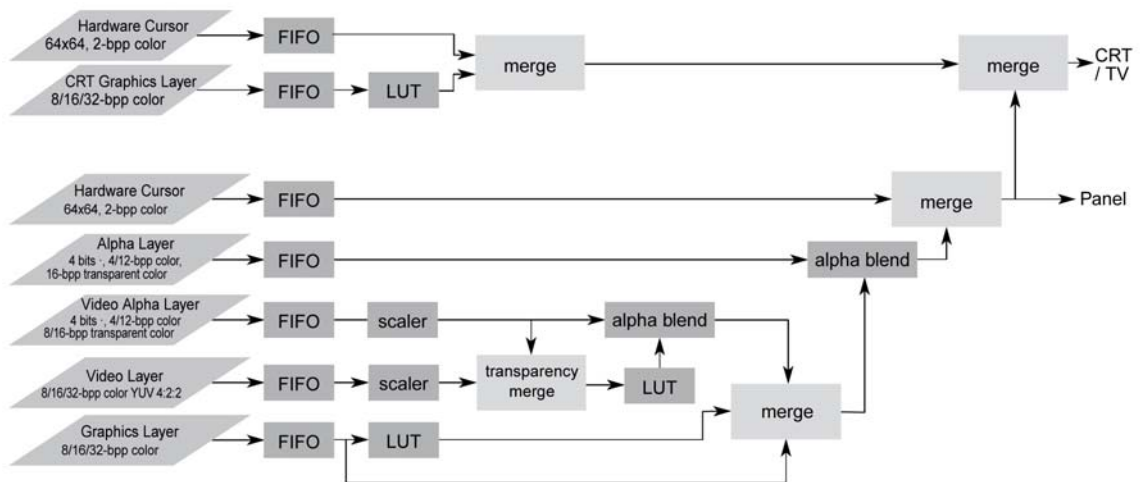 Hardware Cursor
64x64, 2-bpp color
FIFO
merge
merge
CRT
/ TV
CRT Graphics Layer
8/16/32-bpp color
FIFO
LUT
Hardware Cursor
64x64, 2-bpp color
FIFO
merge
Panel
Alpha Layer
4 bits ·, 4/12-bpp color,
16-bpp transparent color
FIFO
alpha blend
Video Alpha Layer
4 bits ·, 4/12-bpp color
8/16-bpp transparent color
FIFO
scaler
alpha blend
Video Layer
8/16/32-bpp color YUV 4:2:2
FIFO
scaler
transparency
merge
LUT
merge
Graphics Layer
8/16/32-bpp color
FIFO
LUT